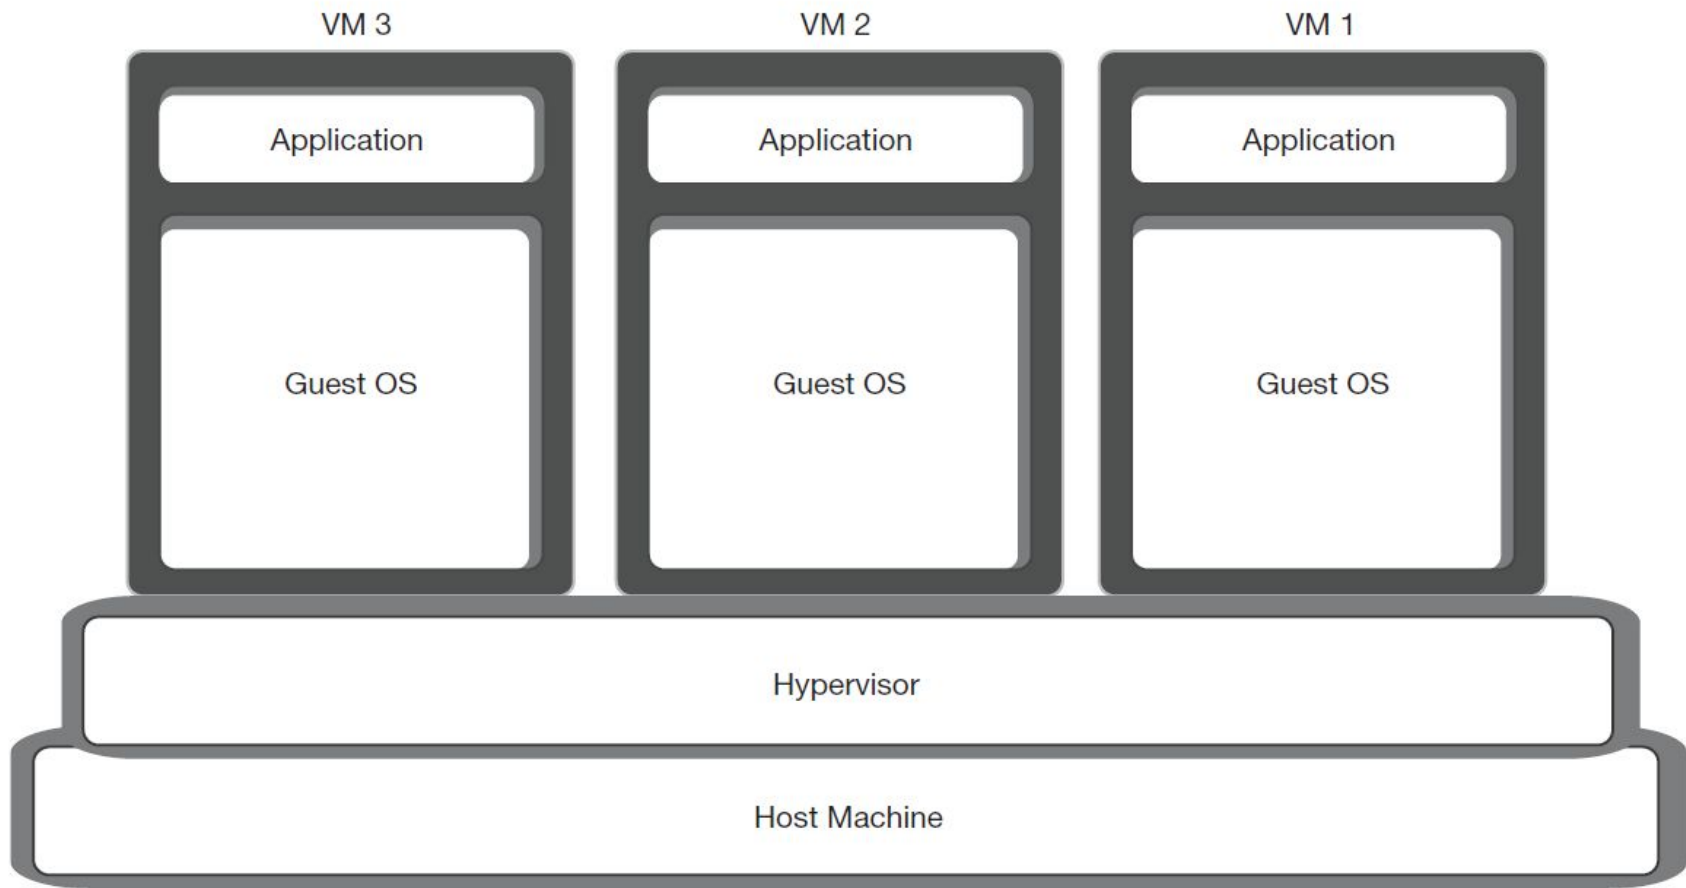 VM 3
VM 2
VM 1
Application
Application
Application
Guest OS
Guest OS
Guest OS
Hypervisor
Host Machine